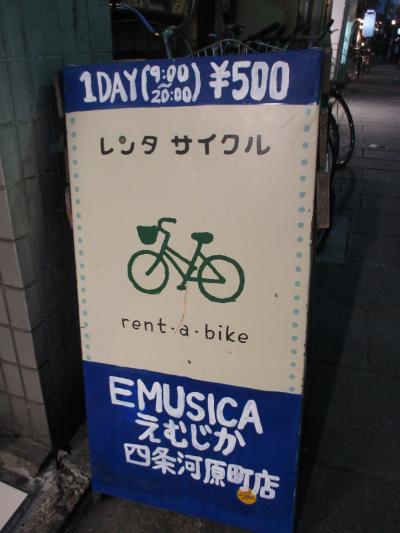 1DAY(9:00~20:00) ¥500
レンタ サイクル
rent-a-bike
EMUSICA
えむじか
四条河原町店